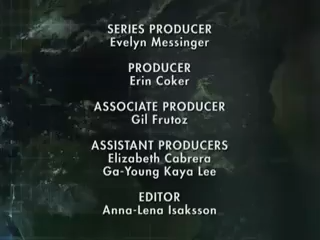 SERIES PRODUCER
Evelyn Messinger
PRODUCER
Erin Coker
ASSOCIATE PRODUCER
Gil Frutoz
ASSISTANT PRODUCERS
Elizabeth Cabrera
Ga-Young Kaya Lee
EDITOR
Anna-Lena Isaksson